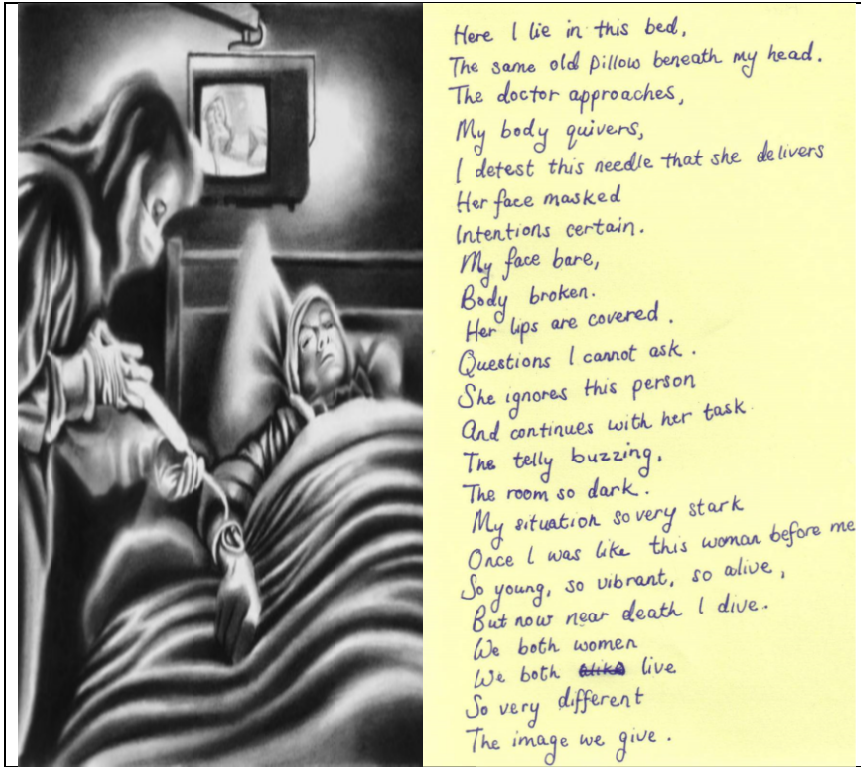 Here I lie in this bed,
The same old pillow beneath my head.
The doctor approaches,
My body quivers,
I detest this needle that she delivers
Her face masked
Intentions certain.
My face bare,
Body broken.
Her lips are covered.
Questions I cannot ask.
She ignores this person
And continues with her task.
The telly buzzing.
The room so dark.
My situation so very stark
Once I was like this woman before me
So young, so vibrant, so alive,
But now near death I dive.
We both women
We both live
So very different
The image we give.